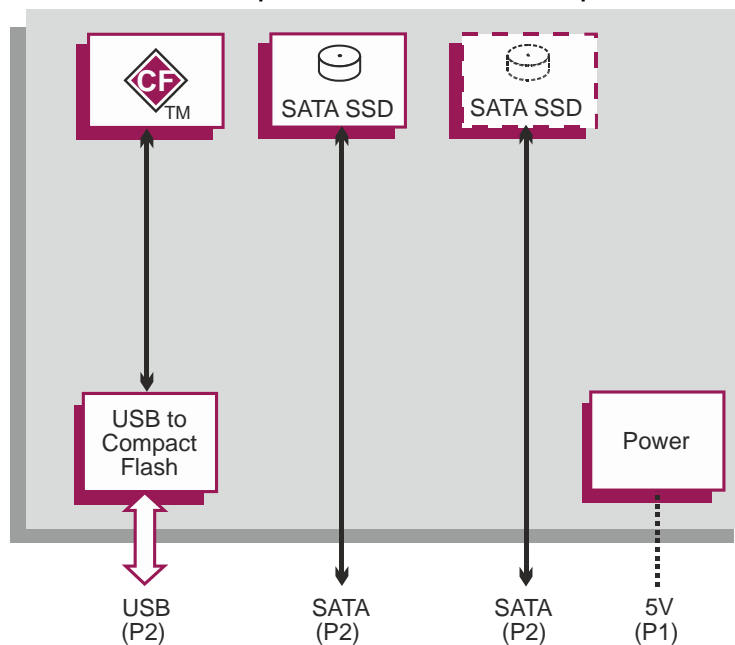 CF
TM
SATA SSD
SATA SSD
USB to
Compact
Flash
Power
USB
(P2)
SATA
(P2)
SATA
(P2)
5V
(P1)